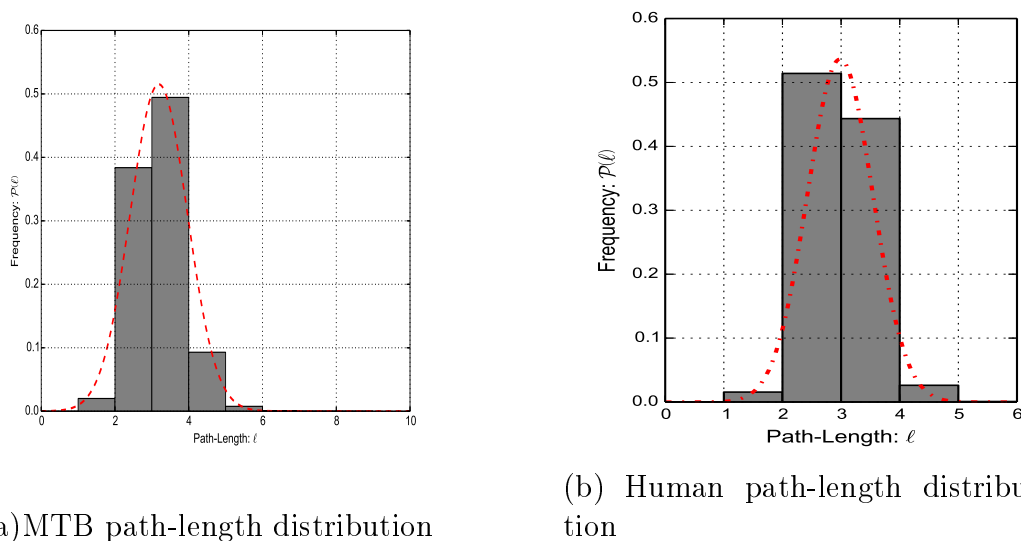 0.6
0.5
0.4
0.3
0.2
0.1
0.0
Frequency: 𝒫(ℓ)
0 2 4 6 8 10
Path-Length: ℓ
a)MTB path-length distribution
0.6
0.5
0.4
0.3
0.2
0.1
0.0
Frequency: 𝒫(ℓ)
0 1 2 3 4 5 6
Path-Length: ℓ
(b) Human path-length distribu
tion